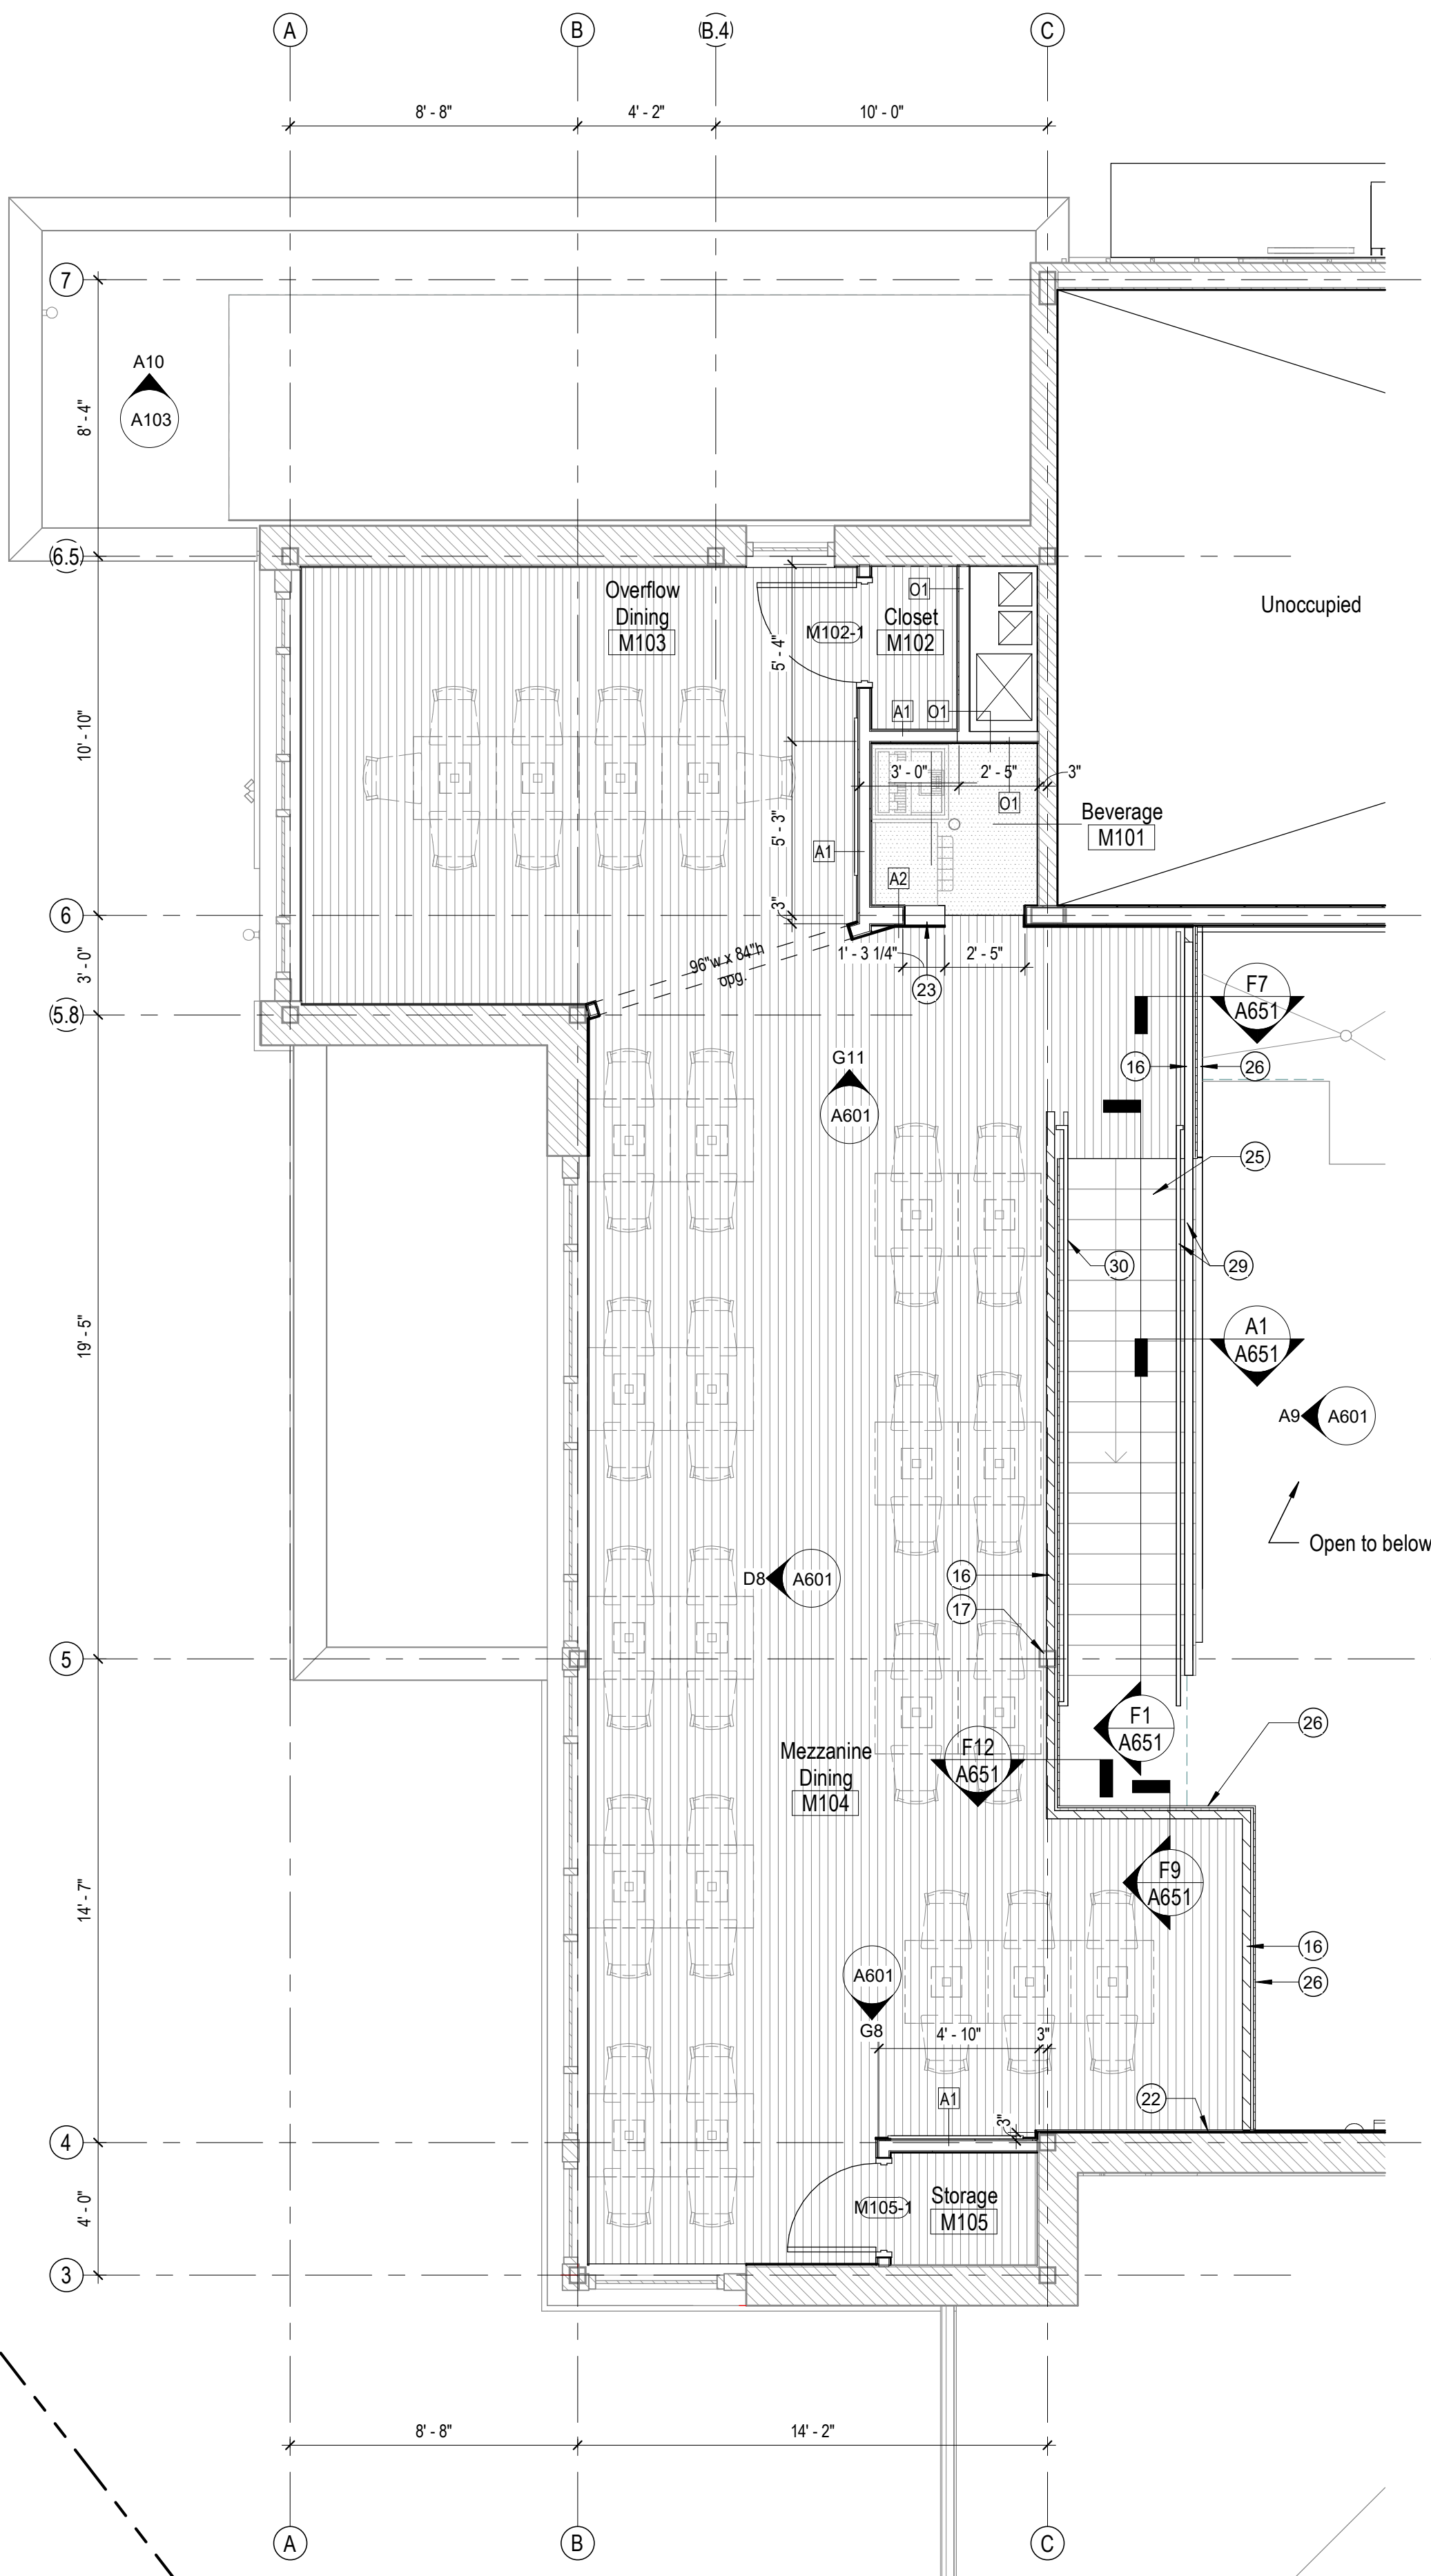 A
B
(B.4)
C
8' - 8"
4' - 2"
10' - 0"
7
8' - 4"
A10
A103
(6.5)
Overflow
Dining
M103
M102-1
5' - 4"
O1
Closet
M102
Unoccupied
A1
O1
10' - 10"
3' - 0"
2' - 5"
3"
O1
Beverage
M101
5' - 3"
A1
A2
3"
6
96"w x 84"h
opg.
1' - 3 1/4"
2' - 5"
23
3' - 0"
(5.8)
F7
A651
16
26
G11
A601
25
30
29
19' - 5"
A1
A651
A9
A601
Open to below
D8
A601
16
17
5
F1
A651
26
Mezzanine
Dining
M104
F12
A651
14' - 7"
F9
A651
16
26
A601
G8
4' - 10"
3"
A1
3"
22
4
4' - 0"
M105-1
Storage
M105
3
8' - 8"
14' - 2"
A
B
C